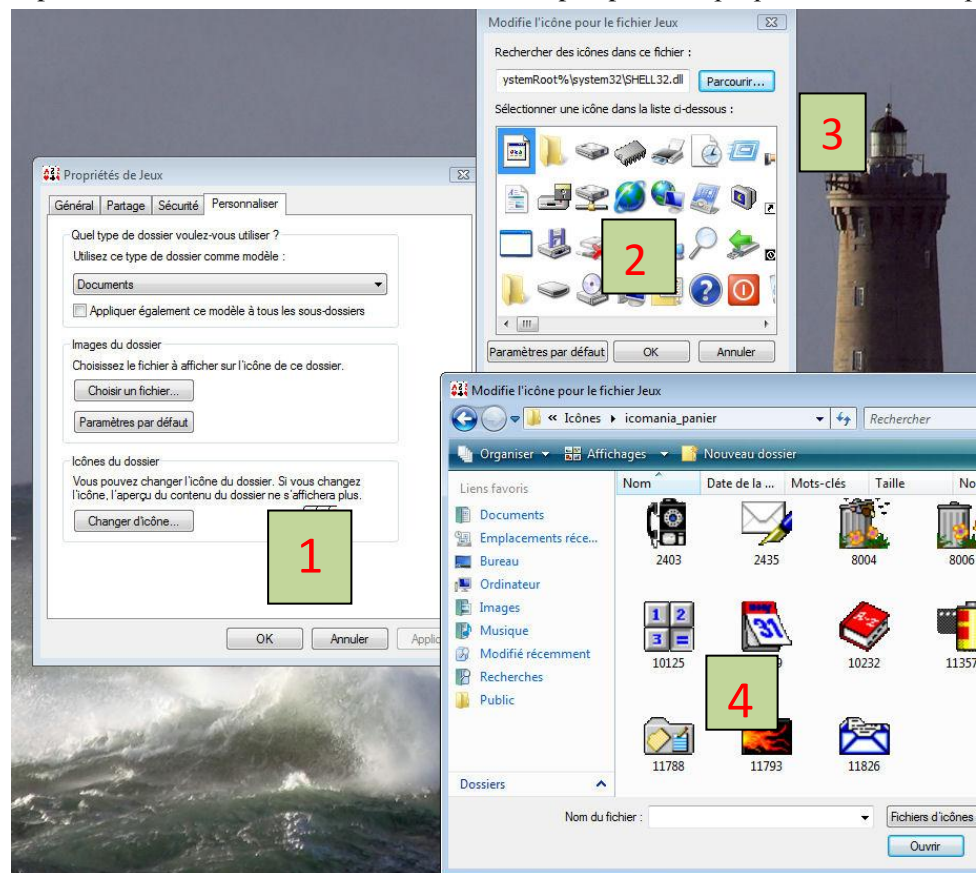 Modifie l'icône pour le fichier Jeux
Rechercher des icônes dans ce fichier :
ystemRoot%\system32\SHELL32.dll
Parcourir...
Sélectionner une icône dans la liste ci-dessous :
3
2
Paramètres par défaut
OK
Annuler
Propriétés de Jeux
Général
Partage
Sécurité
Personnaliser
Quel type de dossier voulez-vous utiliser ?
Utilisez ce type de dossier comme modèle :
Documents
Appliquer également ce modèle à tous les sous-dossiers
Images du dossier
Choisissez le fichier à afficher sur l'icône de ce dossier.
Choisir un fichier...
Paramètres par défaut
Icônes du dossier
Vous pouvez changer l'icône du dossier. Si vous changez
l'icône, l'aperçu du contenu du dossier ne s'affichera plus.
Changer d'icône...
1
OK
Annuler
Modifie l'icône pour le fichier Jeux
« Icônes
icomania_panier
Rechercher
Organiser
Affichages
Nouveau dossier
Liens favoris
Documents
Emplacements réce...
Bureau
Ordinateur
Images
Musique
Modifié récemment
Recherches
Public
Dossiers
Nom
Date de la ...
Mots-clés
Taille
2403
2435
8004
8006
10125
10232
11357
4
11788
11793
11826
Nom du fichier :
Fichiers d'icônes
Ouvrir